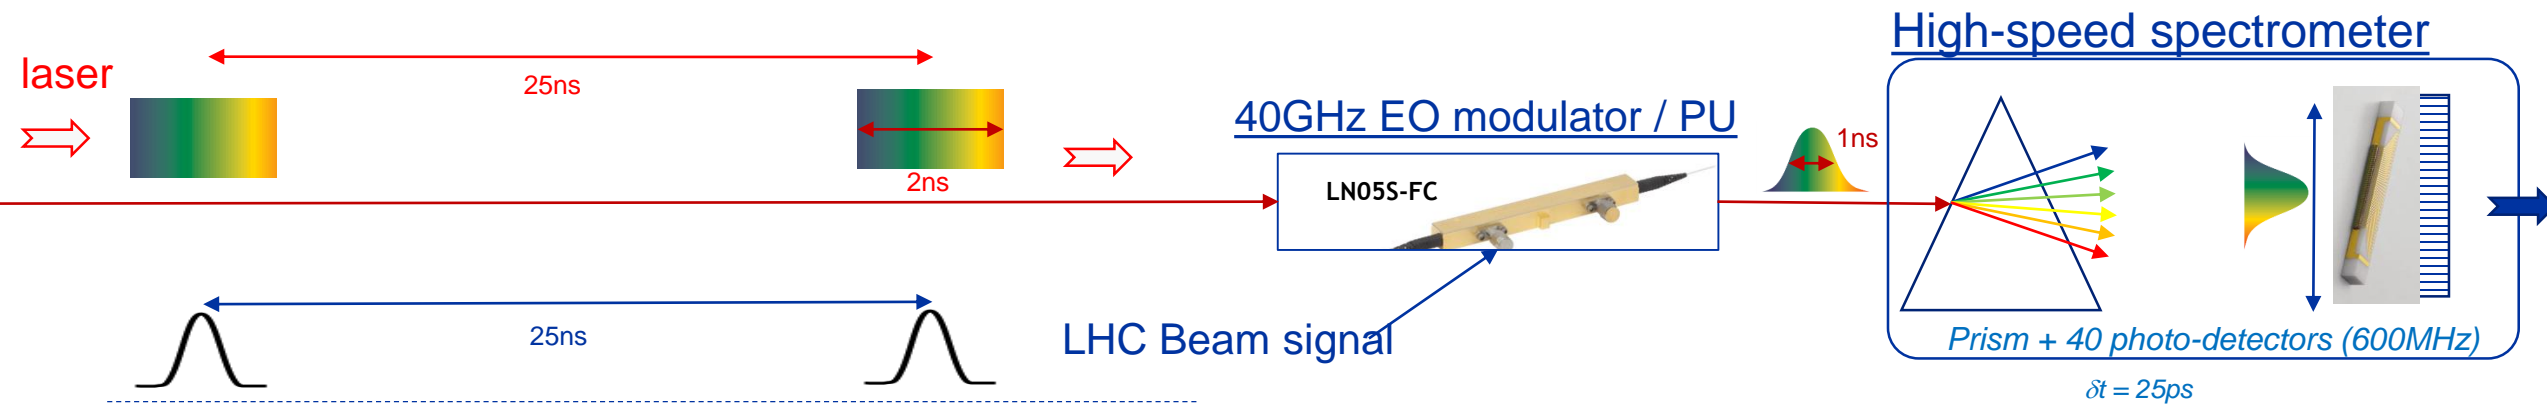 High-speed spectrometer
laser
25ns
40GHz EO modulator / PU
1ns
2ns
LN05S-FC
25ns
LHC Beam signal
Prism + 40 photo-detectors (600MHz)
δt = 25ps